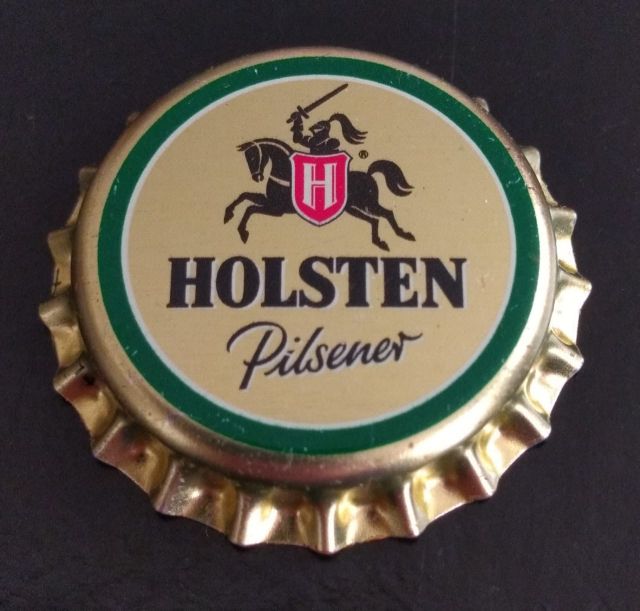 H
®
HOLSTEN
Pilsener